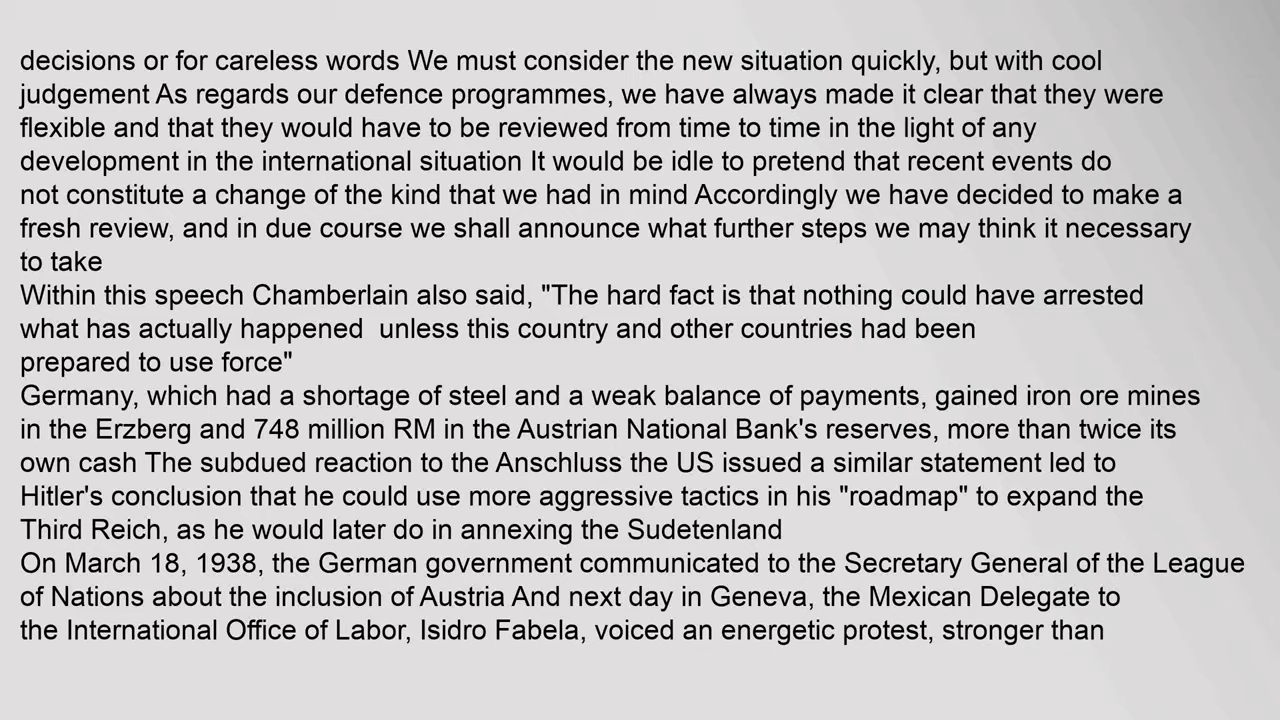 decisions or for careless words We must consider the new situation quickly, but with cool
judgement As regards our defence programmes, we have always made it clear that they were
flexible and that they would have to be reviewed from time to time in the light of any
development in the international situation It would be idle to pretend that recent events do
not constitute a change of the kind that we had in mind Accordingly we have decided to make a
fresh review, and in due course we shall announce what further steps we may think it necessary
to take
Within this speech Chamberlain also said, "The hard fact is that nothing could have arrested
what has actually happened  unless this country and other countries had been
prepared to use force"
Germany, which had a shortage of steel and a weak balance of payments, gained iron ore mines
in the Erzberg and 748 million RM in the Austrian National Bank's reserves, more than twice its
own cash The subdued reaction to the Anschluss the US issued a similar statement led to
Hitler's conclusion that he could use more aggressive tactics in his "roadmap" to expand the
Third Reich, as he would later do in annexing the Sudetenland
On March 18, 1938, the German government communicated to the Secretary General of the League
of Nations about the inclusion of Austria And next day in Geneva, the Mexican Delegate to
the International Office of Labor, Isidro Fabela, voiced an energetic protest, stronger than